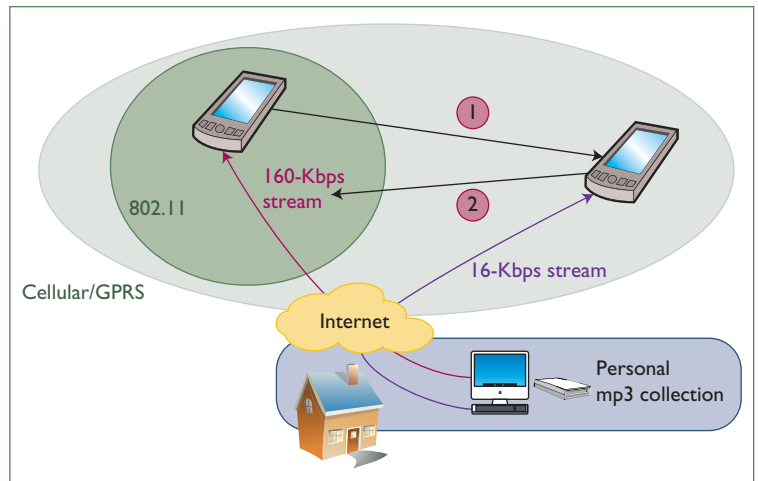 1
160-Kbps
stream
802.11
2
16-Kbps stream
Cellular/GPRS
Internet
Personal
mp3 collection